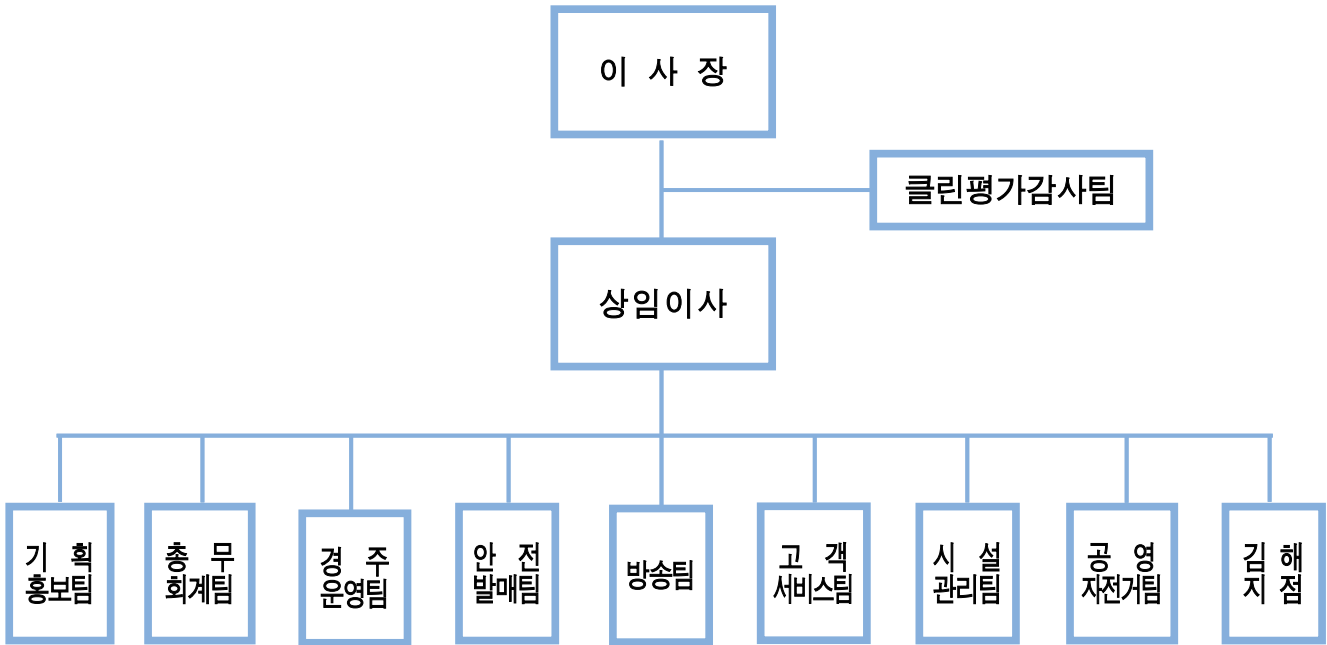 이 사 장
클린평가감사팀
상임이사
기 획
홍보팀
총 무
회계팀
경 주
운영팀
안 전
발매팀
방송팀
고 객
서비스팀
시 설
관리팀
공 영
자전거팀
김 해
지 점